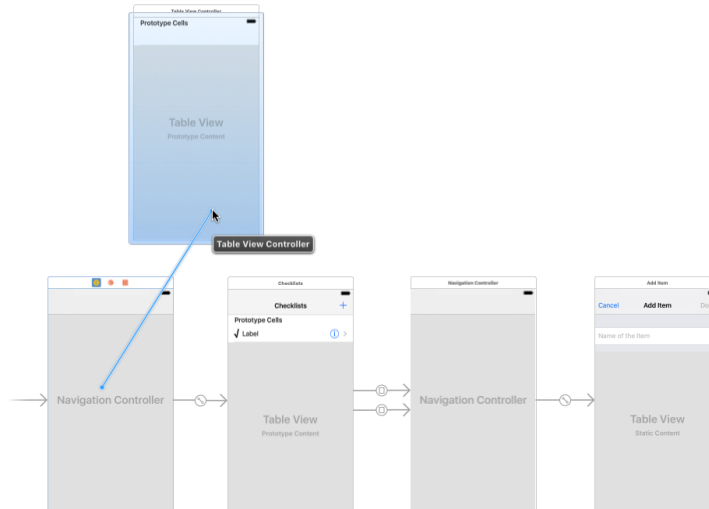 Table View Controller
Prototype Cells
Table View
Prototype Content
Table View Controller
Navigation Controller
Checklists
Checklists +
Prototype Cells
√ Label
Table View
Prototype Content
Navigation Controller
Navigation Controller
Add Item
Cancel Add Item Do
Name of the Item
Table View
Static Content